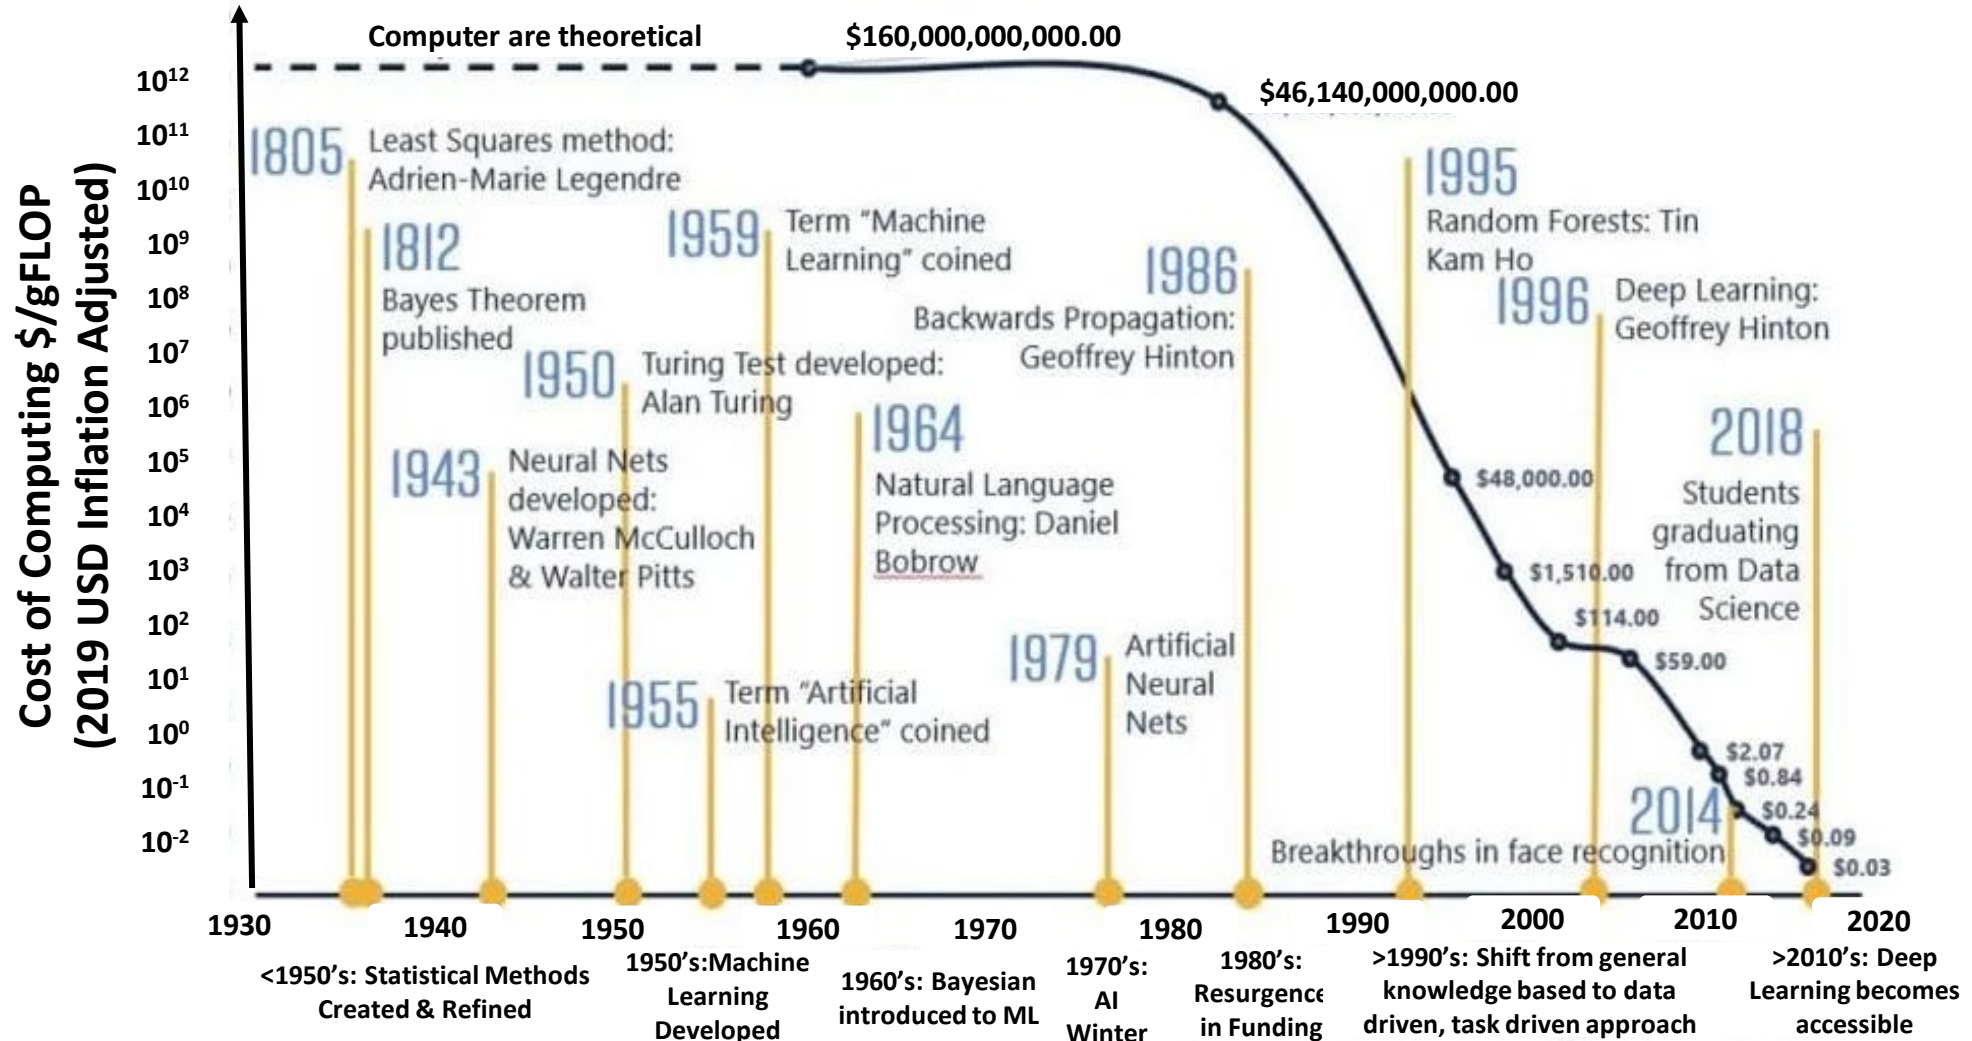 Computer are theoretical
$160,000,000,000.00
$46,140,000,000.00
Cost of Computing $/gFLOP
(2019 USD Inflation Adjusted)
10¹²
10¹¹
10¹⁰
10⁹
10⁸
10⁷
10⁶
10⁵
10⁴
10³
10²
10¹
10⁰
10⁻¹
10⁻²
1805
Least Squares method:
Adrien-Marie Legendre
1812
Bayes Theorem
published
1943
Neural Nets
developed:
Warren McCulloch
& Walter Pitts
1950
Turing Test developed:
Alan Turing
1955
Term “Artificial
Intelligence” coined
1959
Term “Machine
Learning” coined
1964
Natural Language
Processing: Daniel
Bobrow
1979
Artificial
Neural
Nets
1986
Backwards Propagation:
Geoffrey Hinton
1995
Random Forests: Tin
Kam Ho
1996
Deep Learning:
Geoffrey Hinton
2014
Breakthroughs in face recognition
2018
Students
graduating
from Data
Science
$48,000.00
$1,510.00
$114.00
$59.00
$2.07
$0.84
$0.24
$0.09
$0.03
1930
1940
1950
1960
1970
1980
1990
2000
2010
2020
<1950’s: Statistical Methods
Created & Refined
1950’s:Machine
Learning
Developed
1960’s: Bayesian
introduced to ML
1970’s:
AI
Winter
1980’s:
Resurgence
in Funding
>1990’s: Shift from general
knowledge based to data
driven, task driven approach
>2010’s: Deep
Learning becomes
accessible